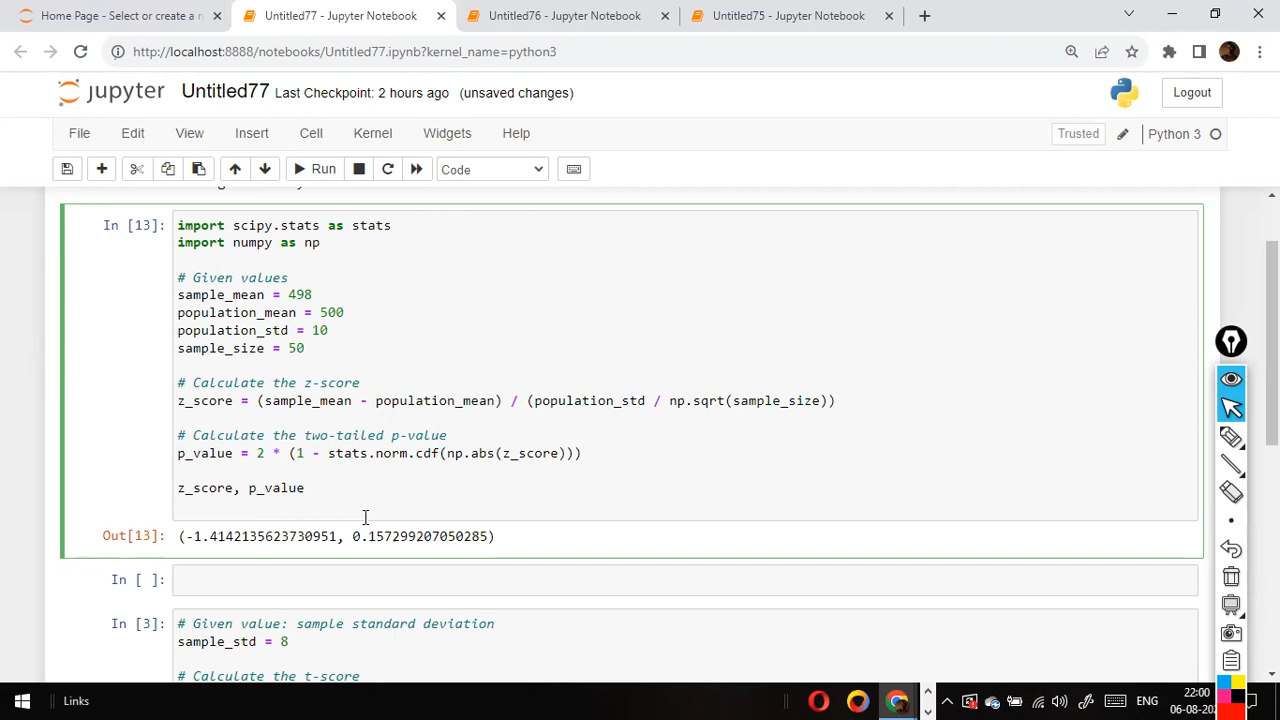 Home Page - Select or create a n
Untitled77 - Jupyter Notebook
Untitled76 - Jupyter Notebook
Untitled75 - Jupyter Notebook
http://localhost:8888/notebooks/Untitled77.ipynb?kernel_name=python3
jupyter Untitled77 Last Checkpoint: 2 hours ago (unsaved changes)
Logout
File Edit View Insert Cell Kernel Widgets Help
Trusted Python 3
Run Code
In [13]:
import scipy.stats as stats
import numpy as np
# Given values
sample_mean = 498
population_mean = 500
population_std = 10
sample_size = 50
# Calculate the z-score
z_score = (sample_mean - population_mean) / (population_std / np.sqrt(sample_size))
# Calculate the two-tailed p-value
p_value = 2 * (1 - stats.norm.cdf(np.abs(z_score)))
z_score, p_value
Out[13]: (-1.4142135623730951, 0.157299207050285)
In [ ]:
In [3]: # Given value: sample standard deviation
sample_std = 8
# Calculate the t-score
Links
ENG
22:00
06-08-202